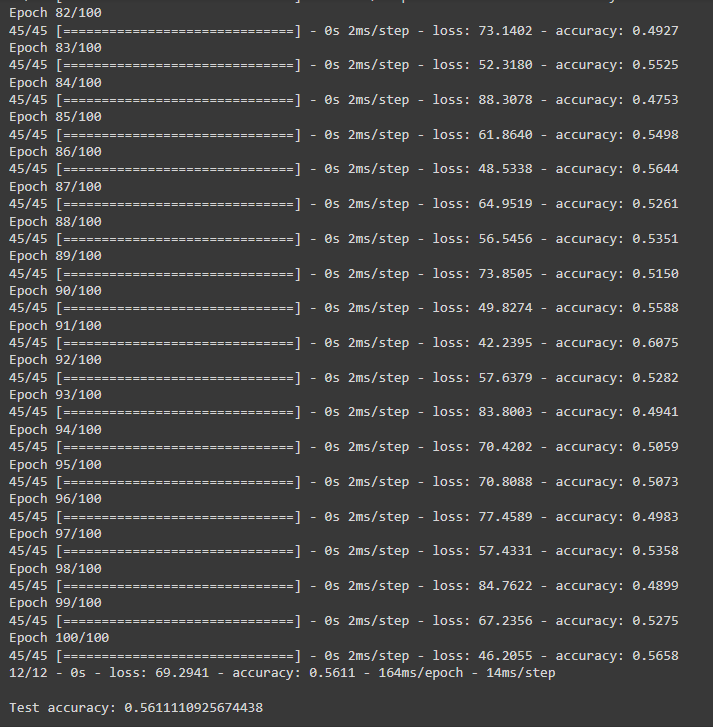 Epoch 82/100
45/45 [==============================] - 0s 2ms/step - loss: 73.1402 - accuracy: 0.4927
Epoch 83/100
45/45 [==============================] - 0s 2ms/step - loss: 52.3180 - accuracy: 0.5525
Epoch 84/100
45/45 [==============================] - 0s 2ms/step - loss: 88.3078 - accuracy: 0.4753
Epoch 85/100
45/45 [==============================] - 0s 2ms/step - loss: 61.8640 - accuracy: 0.5498
Epoch 86/100
45/45 [==============================] - 0s 2ms/step - loss: 48.5338 - accuracy: 0.5644
Epoch 87/100
45/45 [==============================] - 0s 2ms/step - loss: 64.9519 - accuracy: 0.5261
Epoch 88/100
45/45 [==============================] - 0s 2ms/step - loss: 56.5456 - accuracy: 0.5351
Epoch 89/100
45/45 [==============================] - 0s 2ms/step - loss: 73.8505 - accuracy: 0.5150
Epoch 90/100
45/45 [==============================] - 0s 2ms/step - loss: 49.8274 - accuracy: 0.5588
Epoch 91/100
45/45 [==============================] - 0s 2ms/step - loss: 42.2395 - accuracy: 0.6075
Epoch 92/100
45/45 [==============================] - 0s 2ms/step - loss: 57.6379 - accuracy: 0.5282
Epoch 93/100
45/45 [==============================] - 0s 2ms/step - loss: 83.8003 - accuracy: 0.4941
Epoch 94/100
45/45 [==============================] - 0s 2ms/step - loss: 70.4202 - accuracy: 0.5059
Epoch 95/100
45/45 [==============================] - 0s 2ms/step - loss: 70.8088 - accuracy: 0.5073
Epoch 96/100
45/45 [==============================] - 0s 2ms/step - loss: 77.4589 - accuracy: 0.4983
Epoch 97/100
45/45 [==============================] - 0s 2ms/step - loss: 57.4331 - accuracy: 0.5358
Epoch 98/100
45/45 [==============================] - 0s 2ms/step - loss: 84.7622 - accuracy: 0.4899
Epoch 99/100
45/45 [==============================] - 0s 2ms/step - loss: 67.2356 - accuracy: 0.5275
Epoch 100/100
45/45 [==============================] - 0s 2ms/step - loss: 46.2055 - accuracy: 0.5658
12/12 - 0s - loss: 69.2941 - accuracy: 0.5611 - 164ms/epoch - 14ms/step
Test accuracy: 0.5611110925674438